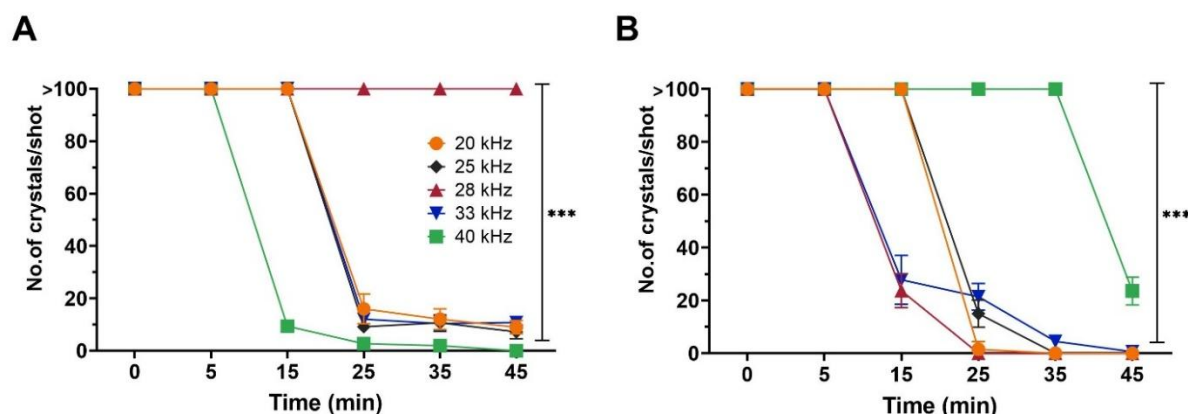 A
No.of crystals/shot
>100
80
60
40
20
0
20 kHz
25 kHz
28 kHz
33 kHz
40 kHz
***
0 5 15 25 35 45
Time (min)
B
No.of crystals/shot
>100
80
60
40
20
0
***
0 5 15 25 35 45
Time (min)